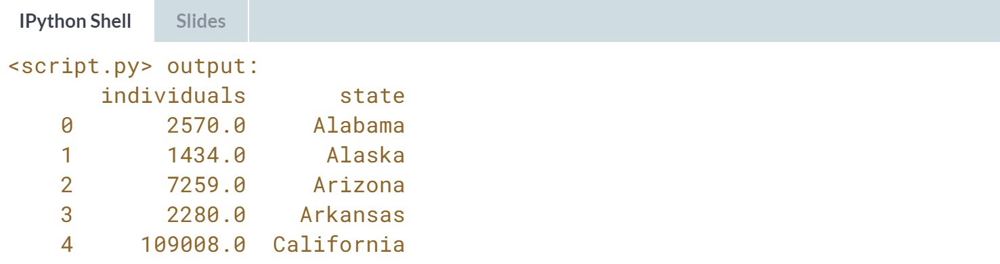 IPython Shell Slides
<script.py> output:
individuals state
0 2570.0 Alabama
1 1434.0 Alaska
2 7259.0 Arizona
3 2280.0 Arkansas
4 109008.0 California